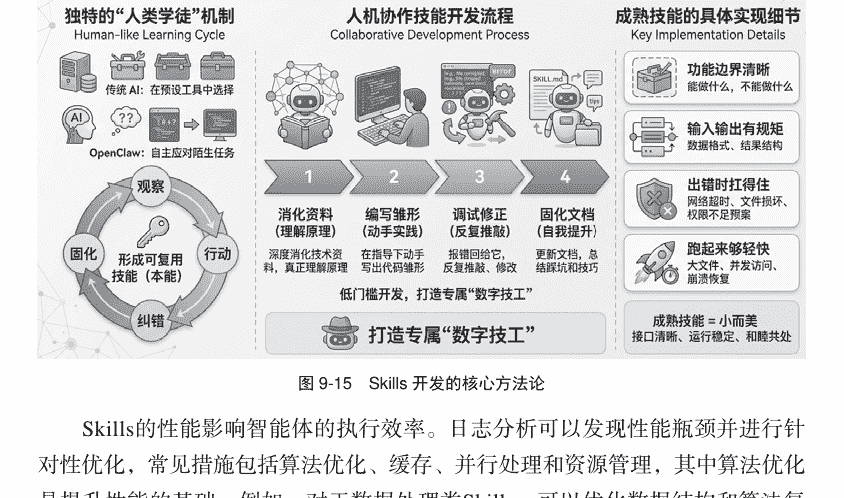 独特的“人类学徒”机制
Human-like Learning Cycle
传统 AI：在预设工具中选择
AI
??
OpenClaw：自主应对陌生任务
观察
行动
纠错
固化
形成可复用
技能（本能）
人机协作技能开发流程
Collaborative Development Process
error
SKILL.md
tips
1
2
3
4
消化资料
（理解原理）
深度消化技术资
料，真正理解原理
编写雏形
（动手实践）
在指导下动手
写出代码雏形
调试修正
（反复推敲）
报错回给它，
反复推敲、修改
固化文档
（自我提升）
更新文档，总
结踩坑和技巧
低门槛开发，打造专属“数字技工”
打造专属“数字技工”
成熟技能的具体实现细节
Key Implementation Details
功能边界清晰
能做什么，不能做什么
输入输出有规矩
数据格式、结果结构
出错时扛得住
网络超时、文件损坏、
权限不足预案
跑起来够轻快
大文件、并发访问、
崩溃恢复
成熟技能 = 小而美
接口清晰、运行稳定、和睦共处
图 9-15 Skills 开发的核心方法论
Skills的性能影响智能体的执行效率。日志分析可以发现性能瓶颈并进行针
对性优化，常见措施包括算法优化、缓存、并行处理和资源管理，其中算法优化